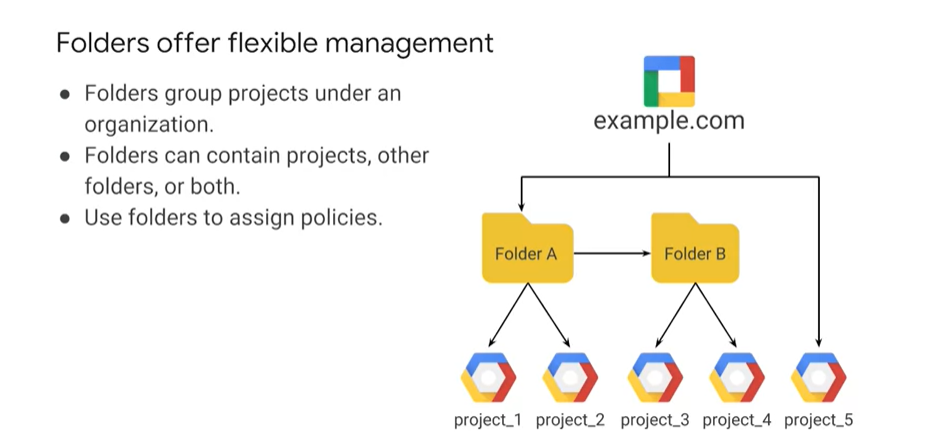 Folders offer flexible management
● Folders group projects under an
organization.
● Folders can contain projects, other
folders, or both.
● Use folders to assign policies.
example.com
Folder A
Folder B
project_1
project_2
project_3
project_4
project_5